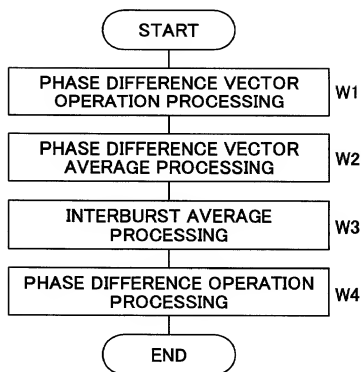 START
PHASE DIFFERENCE VECTOR
OPERATION PROCESSING
W1
PHASE DIFFERENCE VECTOR
AVERAGE PROCESSING
W2
INTERBURST AVERAGE
PROCESSING
W3
PHASE DIFFERENCE OPERATION
PROCESSING
W4
END